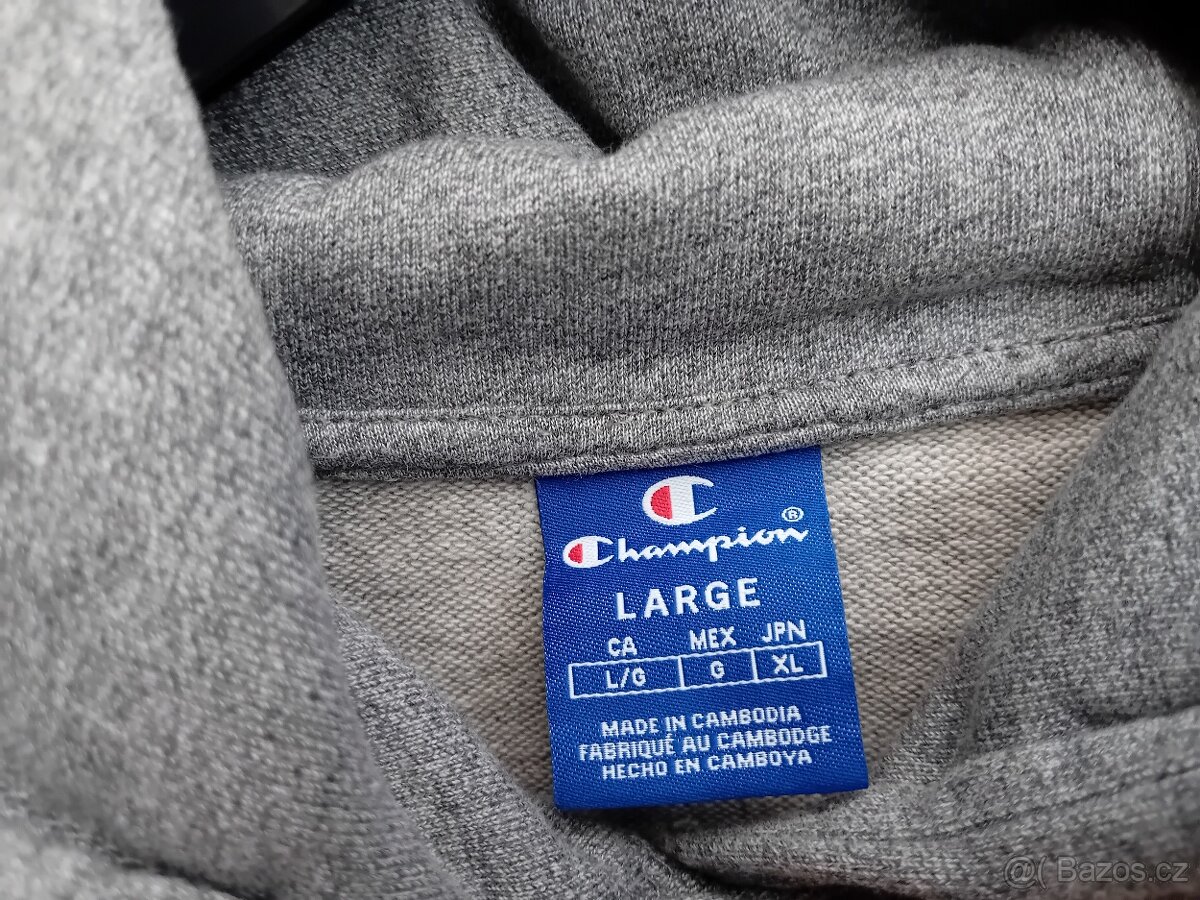 Champion®
LARGE
CA MEX JPN
L/G G XL
MADE IN CAMBODIA
FABRIQUÉ AU CAMBODGE
HECHO EN CAMBOYA
@( Bazos.cz